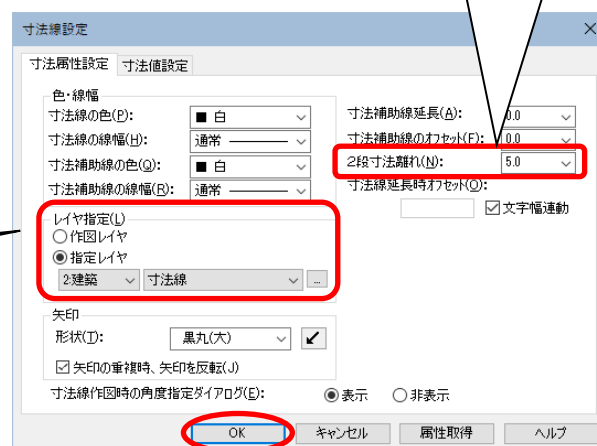 寸法線設定
寸法属性設定 寸法値設定
色・線幅
寸法線の色(P): 白
寸法線の線幅(H): 通常
寸法補助線の色(Q): 白
寸法補助線の線幅(R): 通常
寸法補助線延長(A): 0.0
寸法補助線のオフセット(F): 0.0
2段寸法離れ(N): 5.0
寸法線延長時オフセット(O):
文字幅連動
レイヤ指定(L)
作図レイヤ
指定レイヤ
2:建築 寸法線 ...
矢印
形状(T): 黒丸(大)
矢印の重複時、矢印を反転(J)
寸法線作図時の角度指定ダイアログ(E): 表示 非表示
OK キャンセル 属性取得 ヘルプ